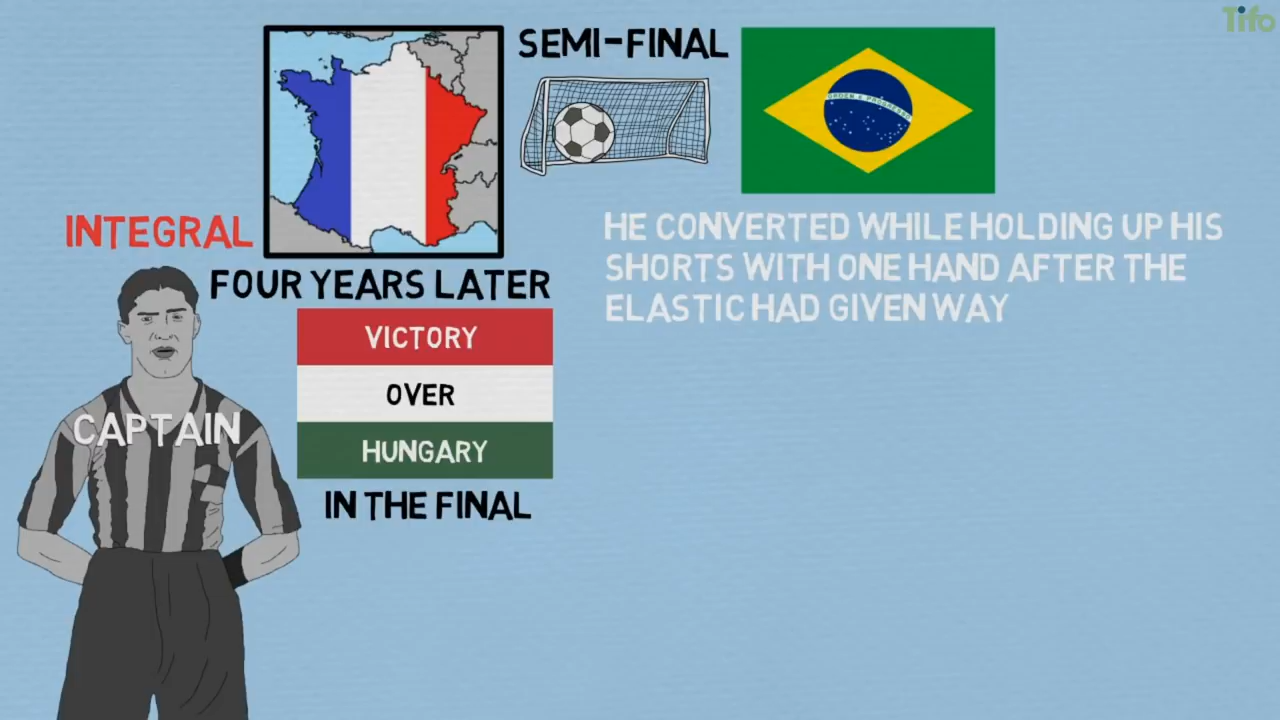 Tifo
SEMI-FINAL
INTEGRAL
HE CONVERTED WHILE HOLDING UP HIS
SHORTS WITH ONE HAND AFTER THE
ELASTIC HAD GIVEN WAY
FOUR YEARS LATER
VICTORY
OVER
HUNGARY
CAPTAIN
IN THE FINAL